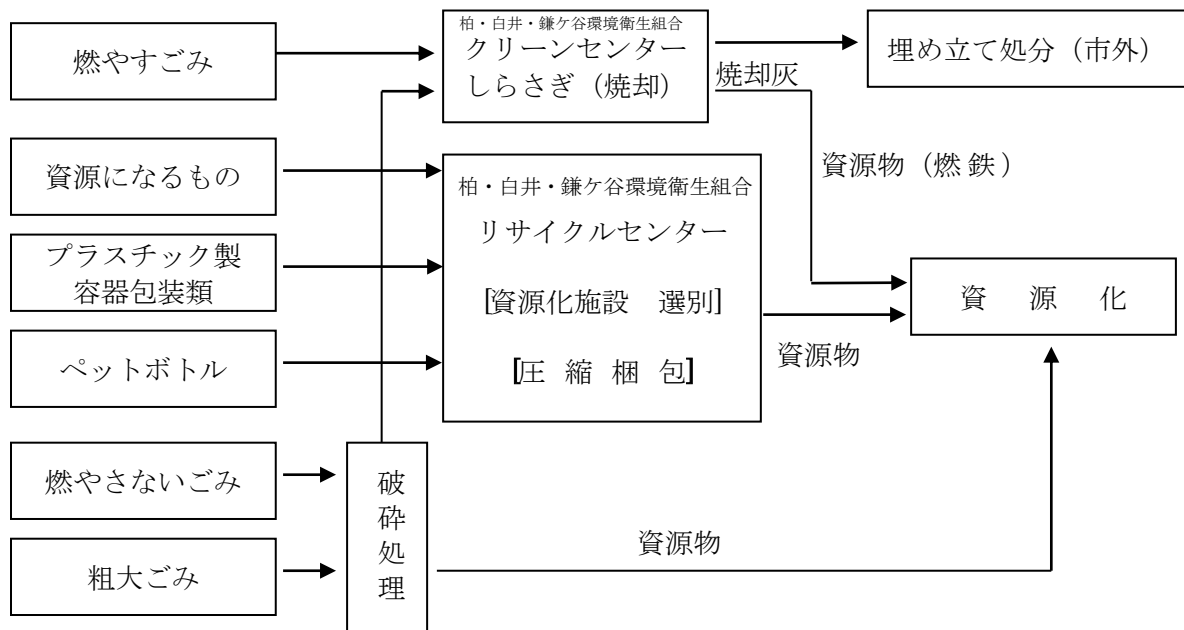 燃やすごみ
柏・白井・鎌ケ谷環境衛生組合
クリーンセンター
しらさぎ（焼却）
埋め立て処分（市外）
焼却灰
資源になるもの
資源物（燃 鉄）
柏・白井・鎌ケ谷環境衛生組合
リサイクルセンター
[資源化施設　選別]
[圧 縮 梱 包]
プラスチック製
容器包装類
資　源　化
資源物
ペットボトル
燃やさないごみ
破砕処理
資源物
粗大ごみ